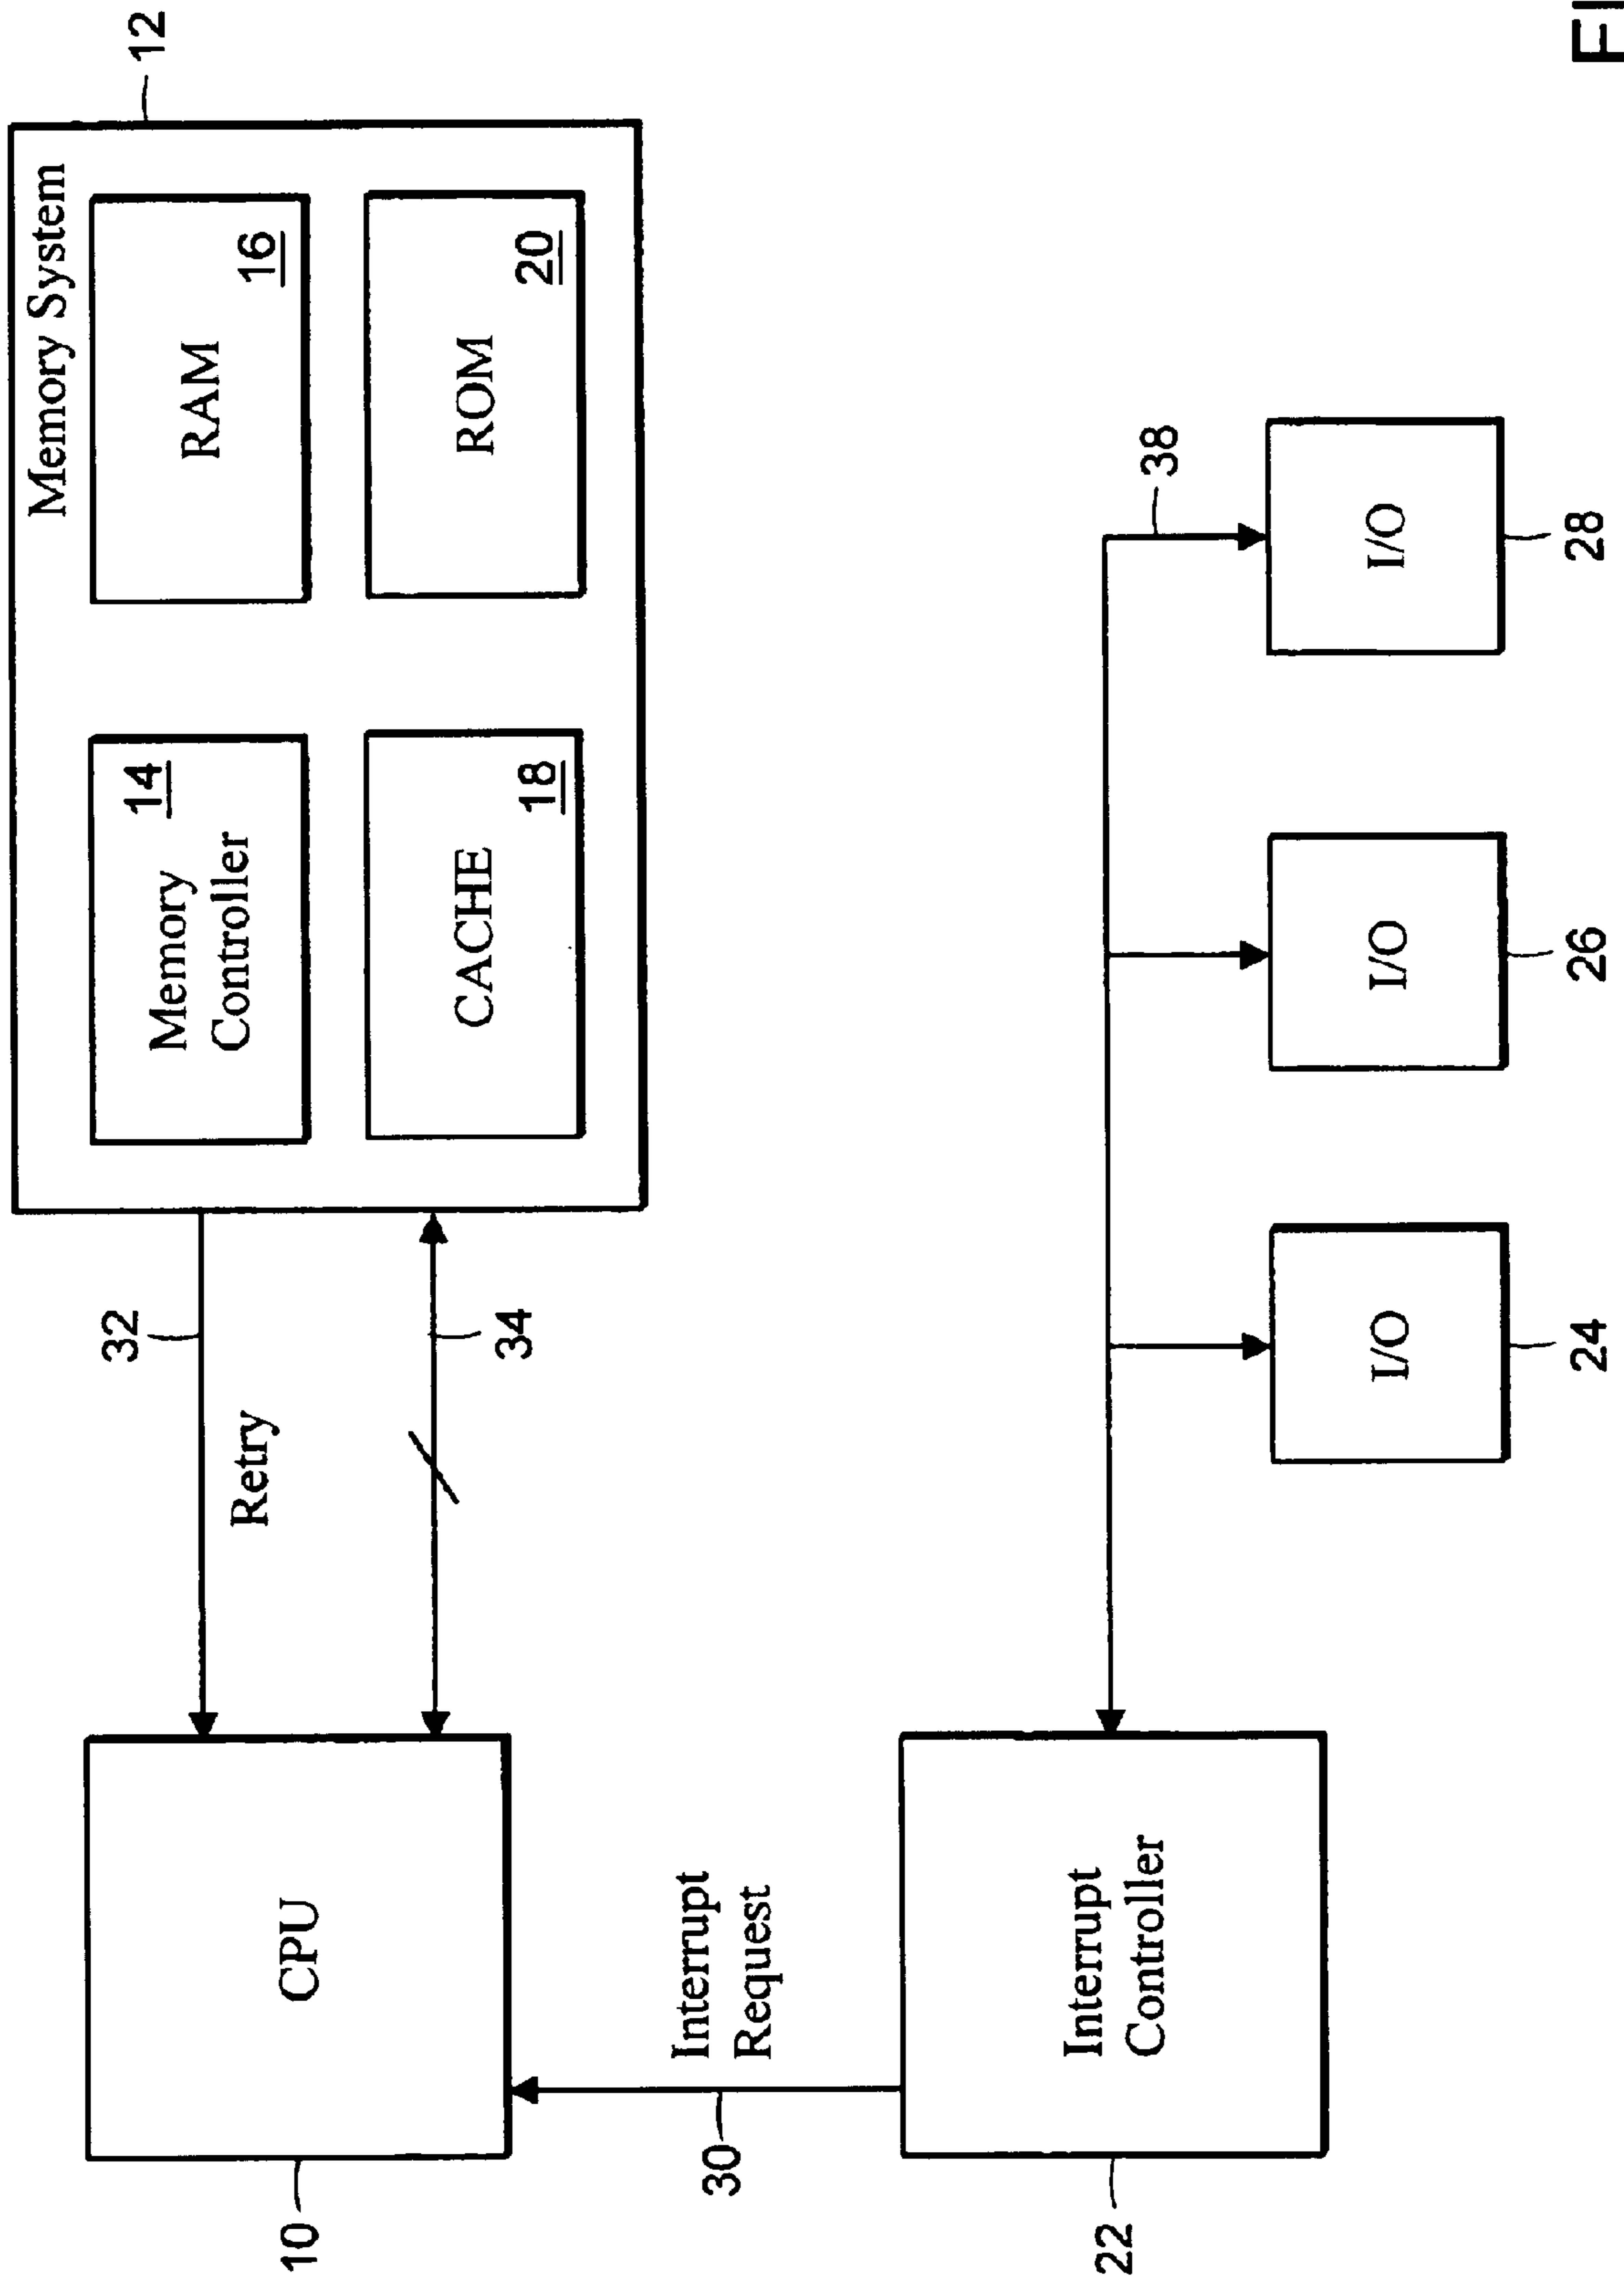 12
Memory System
Memory
Controller
14
RAM
16
CACHE
18
ROM
20
32
Retry
34
CPU
10
Interrupt
Request
30
38
Interrupt
Controller
22
I/O
24
I/O
26
I/O
28